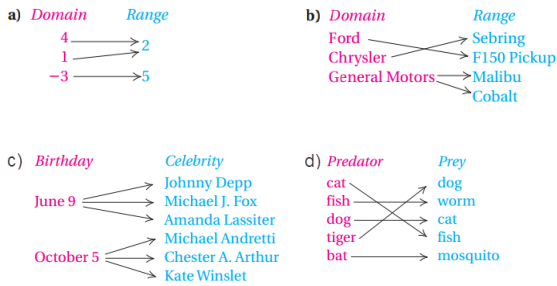 a) Domain Range
4
2
1
−3 5
b) Domain Range
Ford Sebring
Chrysler F150 Pickup
General Motors Malibu
Cobalt
c) Birthday Celebrity
Johnny Depp
June 9 Michael J. Fox
Amanda Lassiter
Michael Andretti
October 5 Chester A. Arthur
Kate Winslet
d) Predator Prey
cat dog
fish worm
dog cat
tiger fish
bat mosquito